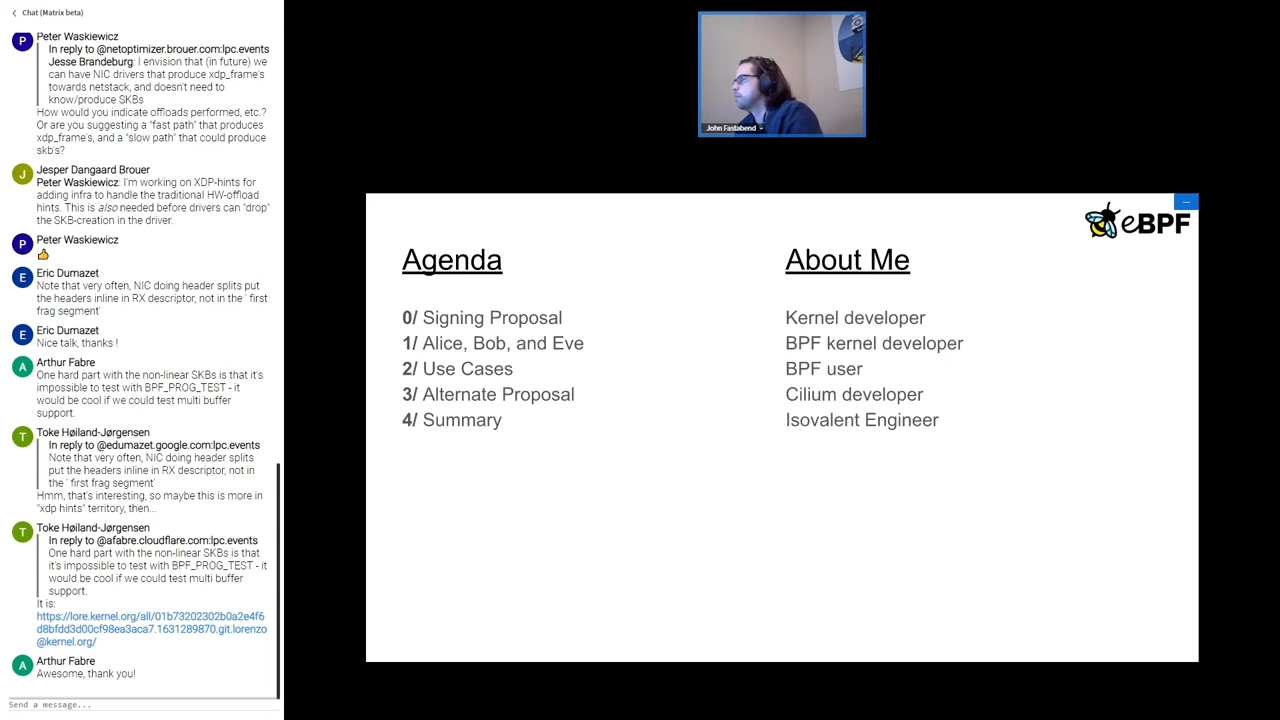 Chat (Matrix beta)
P
Peter Waskiewicz
In reply to @netoptimizer.brouer.com:lpc.events
Jesse Brandeburg: I envision that (in future) we
can have NIC drivers that produce xdp_frame's
towards netstack, and doesn't need to
know/produce SKBs
How would you indicate offloads performed, etc.?
Or are you suggesting a "fast path" that produces
xdp_frame's, and a "slow path" that could produce
skb's?
J
Jesper Dangaard Brouer
Peter Waskiewicz: I'm working on XDP-hints for
adding infra to handle the traditional HW-offload
hints. This is also needed before drivers can "drop"
the SKB-creation in the driver.
P
Peter Waskiewicz
👍
E
Eric Dumazet
Note that very often, NIC doing header splits
put the headers inline in RX descriptor, not in the ' first
frag segment'
E
Eric Dumazet
Nice talk, thanks !
A
Arthur Fabre
One hard part with the non-linear SKBs is that it's
impossible to test with BPF_PROG_TEST - it
would be cool if we could test multi buffer
support.
T
Toke Høiland-Jørgensen
In reply to @edumazet.google.com:lpc.events
Note that very often, NIC doing header splits
put the headers inline in RX descriptor, not in
the ' first frag segment'
Hmm, that's interesting, so maybe this is more in
"xdp hints" territory, then...
T
Toke Høiland-Jørgensen
In reply to @afabre.cloudflare.com:lpc.events
One hard part with the non-linear SKBs is that
it's impossible to test with BPF_PROG_TEST - it
would be cool if we could test multi buffer
support.
It is:
https://lore.kernel.org/all/01b73202302b0a2e4f6
d8bfdd3d00cf98ea3aca7.1631289870.git.lorenzo
@kernel.org/
A
Arthur Fabre
Awesome, thank you!
Send a message...
John Fastabend
eBPF
Agenda
0/ Signing Proposal
1/ Alice, Bob, and Eve
2/ Use Cases
3/ Alternate Proposal
4/ Summary
About Me
Kernel developer
BPF kernel developer
BPF user
Cilium developer
Isovalent Engineer